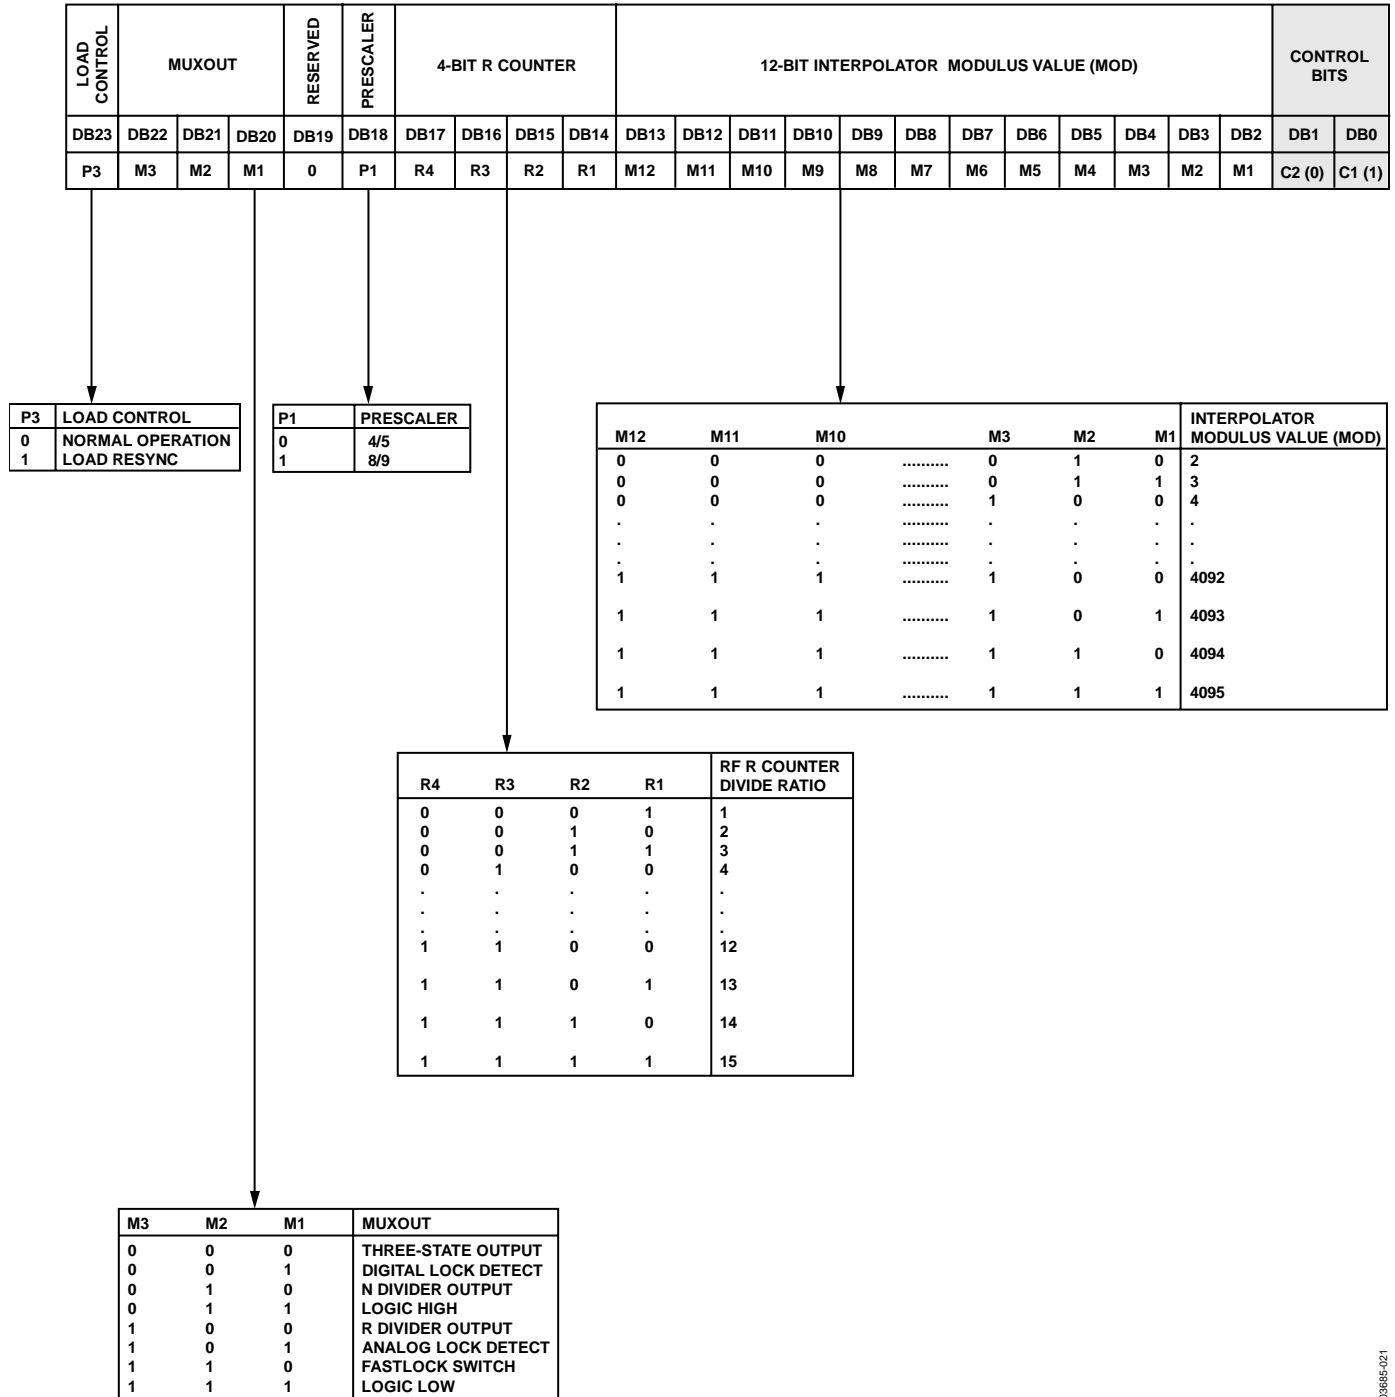 LOAD CONTROL MUXOUT RESERVED PRESCALER 4-BIT R COUNTER 12-BIT INTERPOLATOR MODULUS VALUE (MOD) CONTROL BITS
DB23 DB22 DB21 DB20 DB19 DB18 DB17 DB16 DB15 DB14 DB13 DB12 DB11 DB10 DB9 DB8 DB7 DB6 DB5 DB4 DB3 DB2 DB1 DB0
P3 M3 M2 M1 0 P1 R4 R3 R2 R1 M12 M11 M10 M9 M8 M7 M6 M5 M4 M3 M2 M1 C2 (0) C1 (1)
P3 LOAD CONTROL
0 NORMAL OPERATION
1 LOAD RESYNC
P1 PRESCALER
0 4/5
1 8/9
M12 M11 M10 M3 M2 M1 INTERPOLATOR MODULUS VALUE (MOD)
0 0 0 .......... 0 1 0 2
0 0 0 .......... 0 1 1 3
0 0 0 .......... 1 0 0 4
. . . .......... . . . .
. . . .......... . . . .
. . . .......... . . . .
1 1 1 .......... 1 0 0 4092
1 1 1 .......... 1 0 1 4093
1 1 1 .......... 1 1 0 4094
1 1 1 .......... 1 1 1 4095
R4 R3 R2 R1 RF R COUNTER DIVIDE RATIO
0 0 0 1 1
0 0 1 0 2
0 0 1 1 3
0 1 0 0 4
. . . . .
. . . . .
. . . . .
1 1 0 0 12
1 1 0 1 13
1 1 1 0 14
1 1 1 1 15
M3 M2 M1 MUXOUT
0 0 0 THREE-STATE OUTPUT
0 0 1 DIGITAL LOCK DETECT
0 1 0 N DIVIDER OUTPUT
0 1 1 LOGIC HIGH
1 0 0 R DIVIDER OUTPUT
1 0 1 ANALOG LOCK DETECT
1 1 0 FASTLOCK SWITCH
1 1 1 LOGIC LOW
03685-021